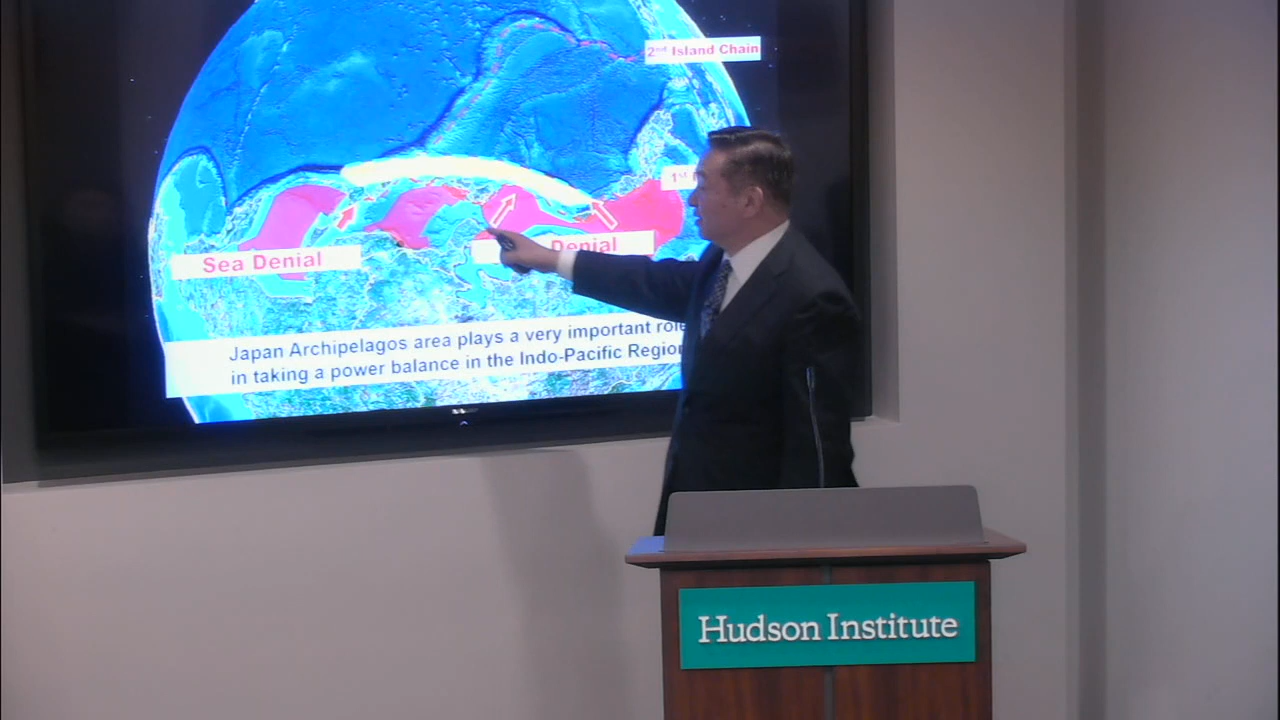 2nd Island Chain
1st
Sea Denial
Denial
Japan Archipelagos area plays a very important role
in taking a power balance in the Indo-Pacific Region
Hudson Institute